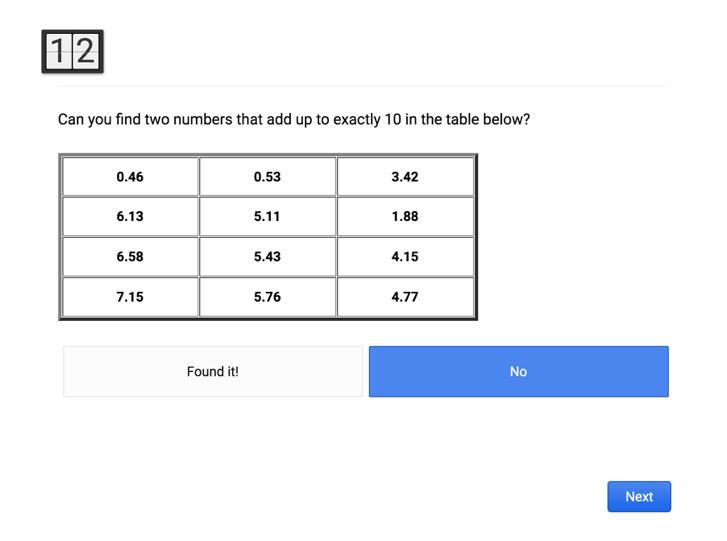 12
Can you find two numbers that add up to exactly 10 in the table below?
0.46 0.53 3.42
6.13 5.11 1.88
6.58 5.43 4.15
7.15 5.76 4.77
Found it! No
Next